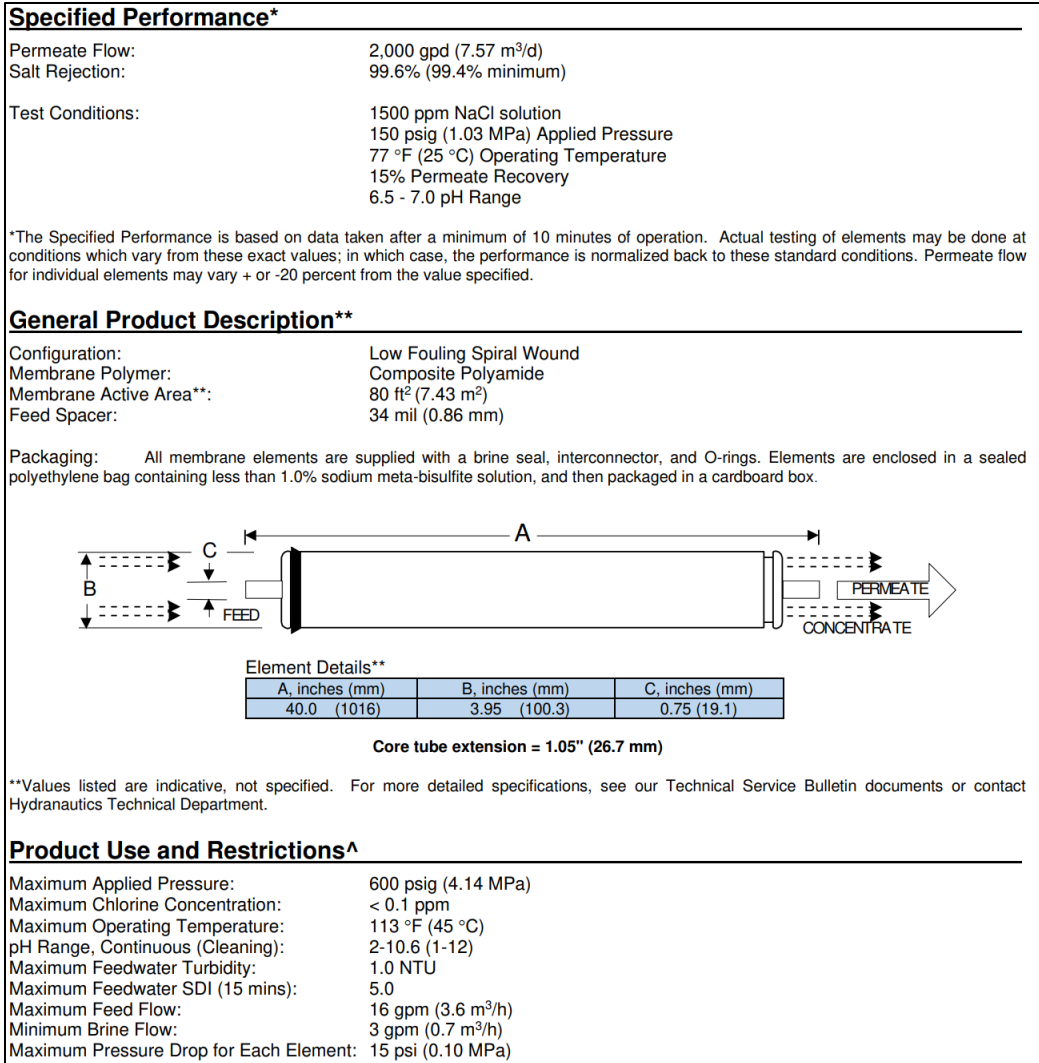 Specified Performance*
Permeate Flow: 2,000 gpd (7.57 m³/d)
Salt Rejection: 99.6% (99.4% minimum)
Test Conditions: 1500 ppm NaCl solution
150 psig (1.03 MPa) Applied Pressure
77 °F (25 °C) Operating Temperature
15% Permeate Recovery
6.5 - 7.0 pH Range
*The Specified Performance is based on data taken after a minimum of 10 minutes of operation. Actual testing of elements may be done at
conditions which vary from these exact values; in which case, the performance is normalized back to these standard conditions. Permeate flow
for individual elements may vary + or -20 percent from the value specified.
General Product Description**
Configuration: Low Fouling Spiral Wound
Membrane Polymer: Composite Polyamide
Membrane Active Area**: 80 ft² (7.43 m²)
Feed Spacer: 34 mil (0.86 mm)
Packaging: All membrane elements are supplied with a brine seal, interconnector, and O-rings. Elements are enclosed in a sealed
polyethylene bag containing less than 1.0% sodium meta-bisulfite solution, and then packaged in a cardboard box.
A
C
B
FEED
PERMEATE
CONCENTRATE
Element Details**
A, inches (mm) B, inches (mm) C, inches (mm)
40.0 (1016) 3.95 (100.3) 0.75 (19.1)
Core tube extension = 1.05" (26.7 mm)
**Values listed are indicative, not specified. For more detailed specifications, see our Technical Service Bulletin documents or contact
Hydranautics Technical Department.
Product Use and Restrictions^
Maximum Applied Pressure: 600 psig (4.14 MPa)
Maximum Chlorine Concentration: < 0.1 ppm
Maximum Operating Temperature: 113 °F (45 °C)
pH Range, Continuous (Cleaning): 2-10.6 (1-12)
Maximum Feedwater Turbidity: 1.0 NTU
Maximum Feedwater SDI (15 mins): 5.0
Maximum Feed Flow: 16 gpm (3.6 m³/h)
Minimum Brine Flow: 3 gpm (0.7 m³/h)
Maximum Pressure Drop for Each Element: 15 psi (0.10 MPa)